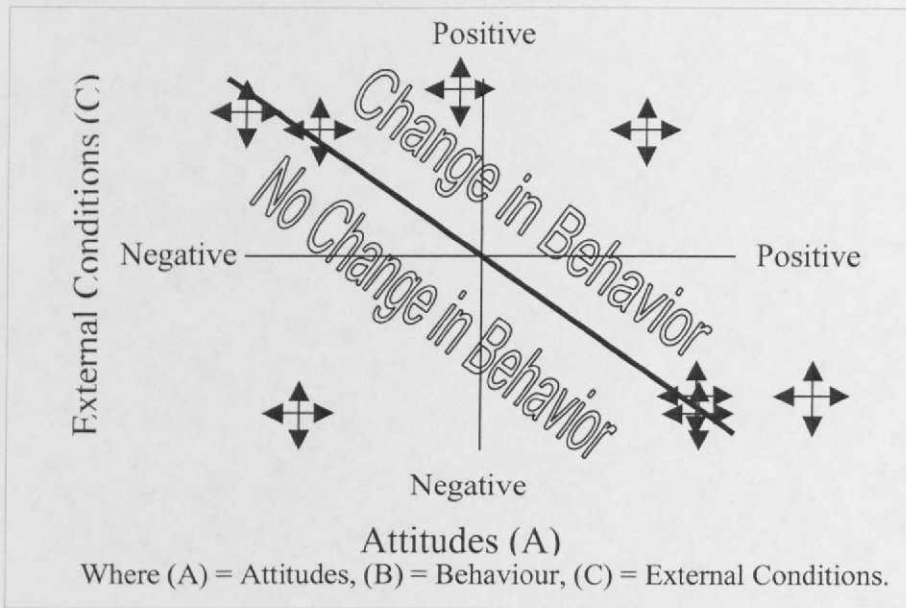 Positive
External Conditions (C)
Change in Behavior
No Change in Behavior
Negative
Positive
Negative
Attitudes (A)
Where (A) = Attitudes, (B) = Behaviour, (C) = External Conditions.